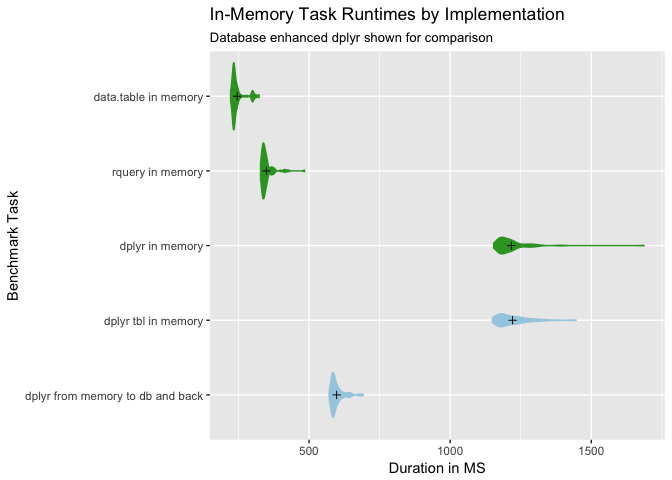 In-Memory Task Runtimes by Implementation
Database enhanced dplyr shown for comparison
Benchmark Task
data.table in memory
rquery in memory
dplyr in memory
dplyr tbl in memory
dplyr from memory to db and back
500
1000
1500
Duration in MS